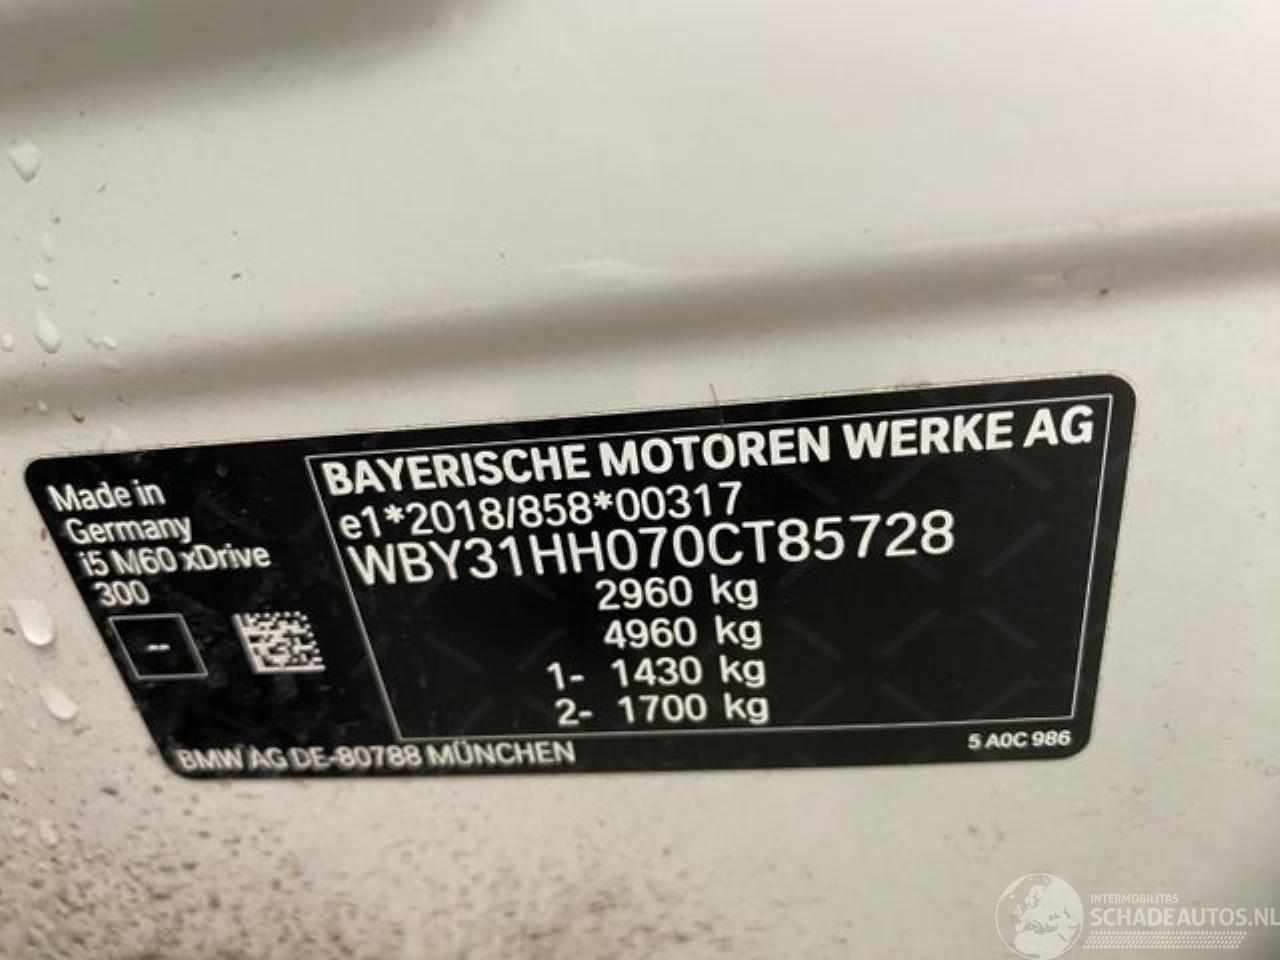 BAYERISCHE MOTOREN WERKE AG
e1*2018/858*00317
WBY31HH070CT85728
2960 kg
4960 kg
1- 1430 kg
2- 1700 kg
Made in
Germany
i5 M60 xDrive
300
--
BMW AG DE-80788 MÜNCHEN
5 A0C 986
INTERMOBILITAS
SCHADEAUTOS.NL